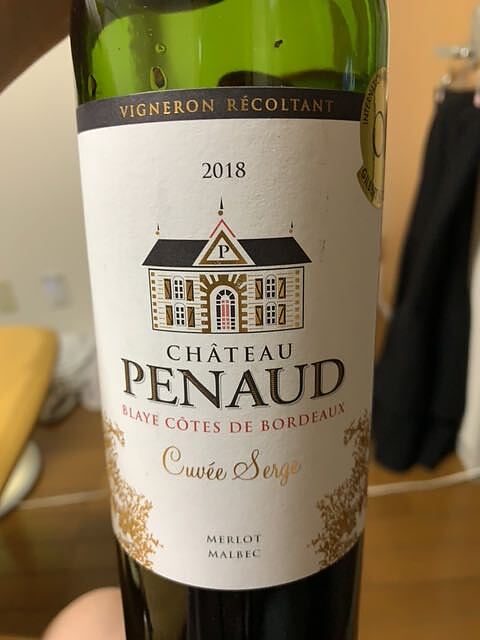 VIGNERON RÉCOLTANT
2018
P
CHÂTEAU
PENAUD
BLAYE CÔTES DE BORDEAUX
Cuvée Serge
MERLOT
MALBEC